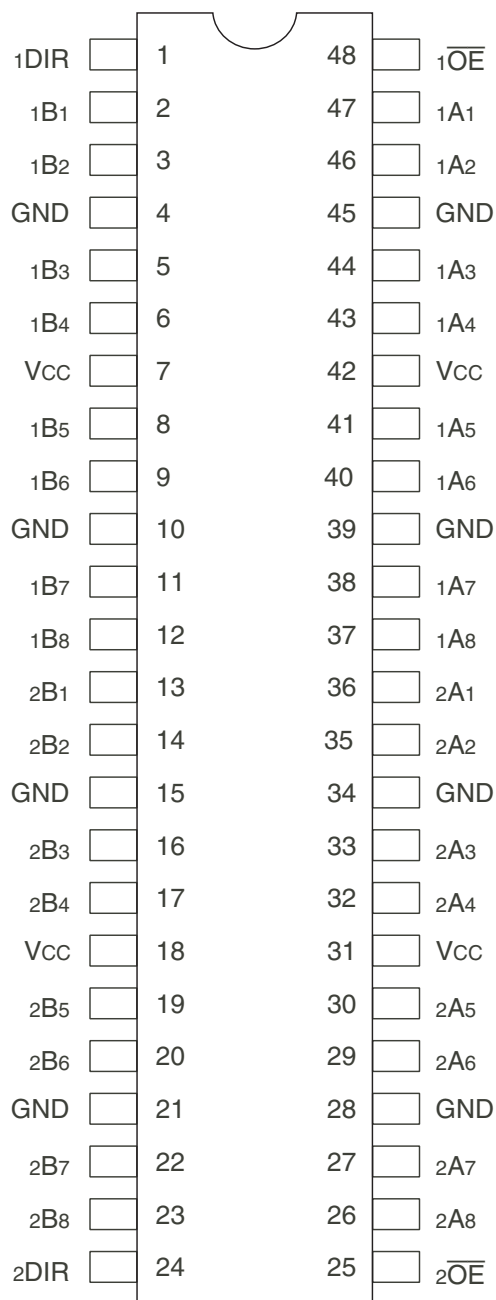 1DIR 1 48 1O̅E̅
1B1 2 47 1A1
1B2 3 46 1A2
GND 4 45 GND
1B3 5 44 1A3
1B4 6 43 1A4
VCC 7 42 VCC
1B5 8 41 1A5
1B6 9 40 1A6
GND 10 39 GND
1B7 11 38 1A7
1B8 12 37 1A8
2B1 13 36 2A1
2B2 14 35 2A2
GND 15 34 GND
2B3 16 33 2A3
2B4 17 32 2A4
VCC 18 31 VCC
2B5 19 30 2A5
2B6 20 29 2A6
GND 21 28 GND
2B7 22 27 2A7
2B8 23 26 2A8
2DIR 24 25 2O̅E̅